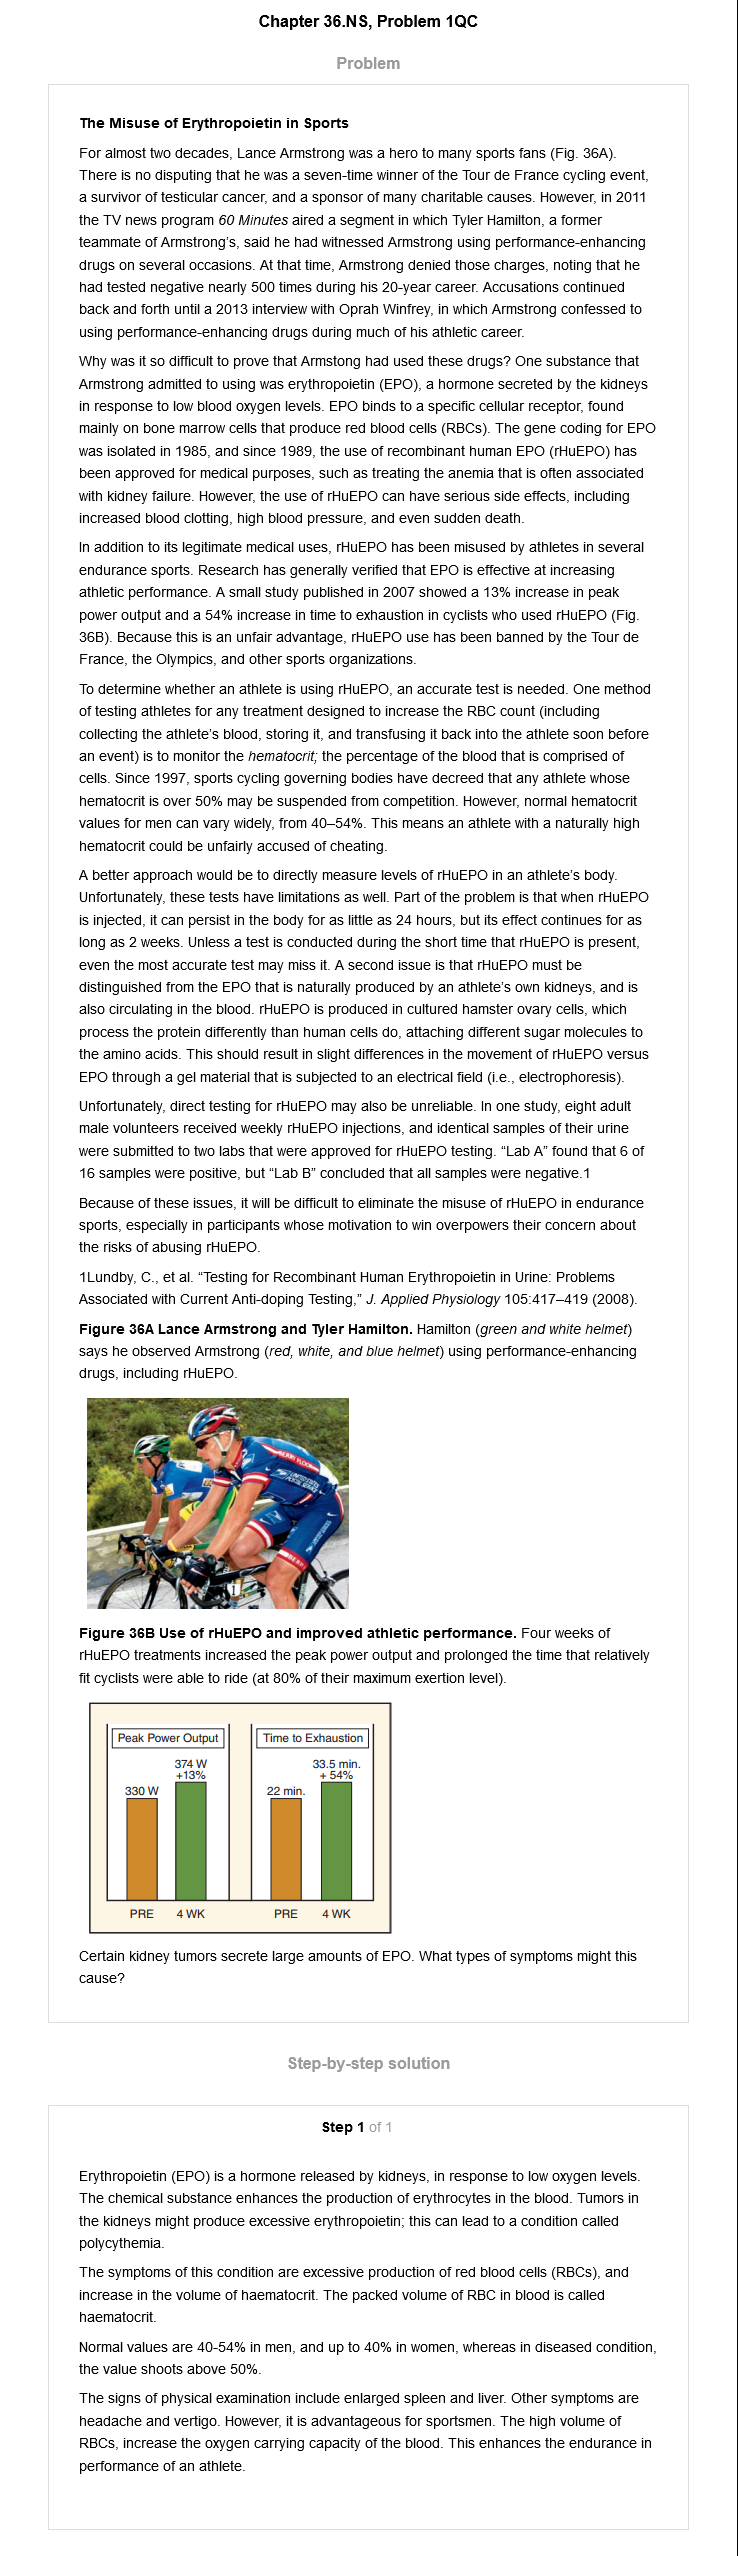 Chapter 36.NS, Problem 1QC
Problem
The Misuse of Erythropoietin in Sports
For almost two decades, Lance Armstrong was a hero to many sports fans (Fig. 36A).
There is no disputing that he was a seven-time winner of the Tour de France cycling event,
a survivor of testicular cancer, and a sponsor of many charitable causes. However, in 2011
the TV news program 60 Minutes aired a segment in which Tyler Hamilton, a former
teammate of Armstrong's, said he had witnessed Armstrong using performance-enhancing
drugs on several occasions. At that time, Armstrong denied those charges, noting that he
had tested negative nearly 500 times during his 20-year career. Accusations continued
back and forth until a 2013 interview with Oprah Winfrey, in which Armstrong confessed to
using performance-enhancing drugs during much of his athletic career.
Why was it so difficult to prove that Armstong had used these drugs? One substance that
Armstrong admitted to using was erythropoietin (EPO), a hormone secreted by the kidneys
in response to low blood oxygen levels. EPO binds to a specific cellular receptor, found
mainly on bone marrow cells that produce red blood cells (RBCs). The gene coding for EPO
was isolated in 1985, and since 1989, the use of recombinant human EPO (rHuEPO) has
been approved for medical purposes, such as treating the anemia that is often associated
with kidney failure. However, the use of rHuEPO can have serious side effects, including
increased blood clotting, high blood pressure, and even sudden death.
In addition to its legitimate medical uses, rHuEPO has been misused by athletes in several
endurance sports. Research has generally verified that EPO is effective at increasing
athletic performance. A small study published in 2007 showed a 13% increase in peak
power output and a 54% increase in time to exhaustion in cyclists who used rHuEPO (Fig.
36B). Because this is an unfair advantage, rHuEPO use has been banned by the Tour de
France, the Olympics, and other sports organizations.
To determine whether an athlete is using rHuEPO, an accurate test is needed. One method
of testing athletes for any treatment designed to increase the RBC count (including
collecting the athlete's blood, storing it, and transfusing it back into the athlete soon before
an event) is to monitor the hematocrit; the percentage of the blood that is comprised of
cells. Since 1997, sports cycling governing bodies have decreed that any athlete whose
hematocrit is over 50% may be suspended from competition. However, normal hematocrit
values for men can vary widely, from 40–54%. This means an athlete with a naturally high
hematocrit could be unfairly accused of cheating.
A better approach would be to directly measure levels of rHuEPO in an athlete's body.
Unfortunately, these tests have limitations as well. Part of the problem is that when rHuEPO
is injected, it can persist in the body for as little as 24 hours, but its effect continues for as
long as 2 weeks. Unless a test is conducted during the short time that rHuEPO is present,
even the most accurate test may miss it. A second issue is that rHuEPO must be
distinguished from the EPO that is naturally produced by an athlete's own kidneys, and is
also circulating in the blood. rHuEPO is produced in cultured hamster ovary cells, which
process the protein differently than human cells do, attaching different sugar molecules to
the amino acids. This should result in slight differences in the movement of rHuEPO versus
EPO through a gel material that is subjected to an electrical field (i.e., electrophoresis).
Unfortunately, direct testing for rHuEPO may also be unreliable. In one study, eight adult
male volunteers received weekly rHuEPO injections, and identical samples of their urine
were submitted to two labs that were approved for rHuEPO testing. “Lab A” found that 6 of
16 samples were positive, but “Lab B” concluded that all samples were negative.1
Because of these issues, it will be difficult to eliminate the misuse of rHuEPO in endurance
sports, especially in participants whose motivation to win overpowers their concern about
the risks of abusing rHuEPO.
1Lundby, C., et al. “Testing for Recombinant Human Erythropoietin in Urine: Problems
Associated with Current Anti-doping Testing,” J. Applied Physiology 105:417–419 (2008).
Figure 36A Lance Armstrong and Tyler Hamilton. Hamilton (green and white helmet)
says he observed Armstrong (red, white, and blue helmet) using performance-enhancing
drugs, including rHuEPO.
Figure 36B Use of rHuEPO and improved athletic performance. Four weeks of
rHuEPO treatments increased the peak power output and prolonged the time that relatively
fit cyclists were able to ride (at 80% of their maximum exertion level).
Peak Power Output
Time to Exhaustion
374 W
+13%
33.5 min.
+ 54%
330 W
22 min.
PRE 4 WK
PRE 4 WK
Certain kidney tumors secrete large amounts of EPO. What types of symptoms might this
cause?
Step-by-step solution
Step 1 of 1
Erythropoietin (EPO) is a hormone released by kidneys, in response to low oxygen levels.
The chemical substance enhances the production of erythrocytes in the blood. Tumors in
the kidneys might produce excessive erythropoietin; this can lead to a condition called
polycythemia.
The symptoms of this condition are excessive production of red blood cells (RBCs), and
increase in the volume of haematocrit. The packed volume of RBC in blood is called
haematocrit.
Normal values are 40-54% in men, and up to 40% in women, whereas in diseased condition,
the value shoots above 50%.
The signs of physical examination include enlarged spleen and liver. Other symptoms are
headache and vertigo. However, it is advantageous for sportsmen. The high volume of
RBCs, increase the oxygen carrying capacity of the blood. This enhances the endurance in
performance of an athlete.